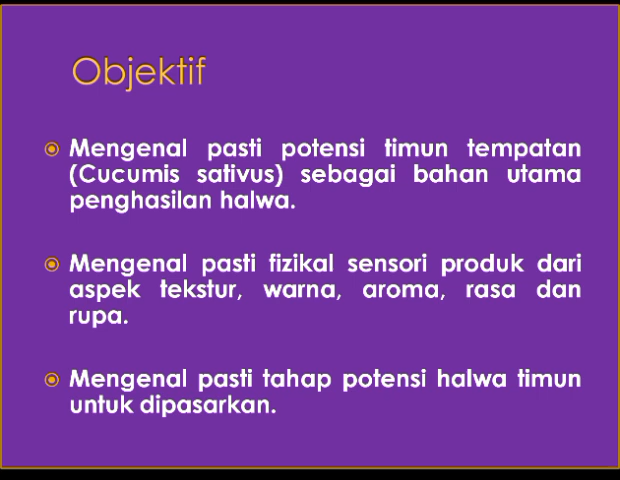 Objektif
Mengenal pasti potensi timun tempatan
(Cucumis sativus) sebagai bahan utama
penghasilan halwa.
Mengenal pasti fizikal sensori produk dari
aspek tekstur, warna, aroma, rasa dan
rupa.
Mengenal pasti tahap potensi halwa timun
untuk dipasarkan.